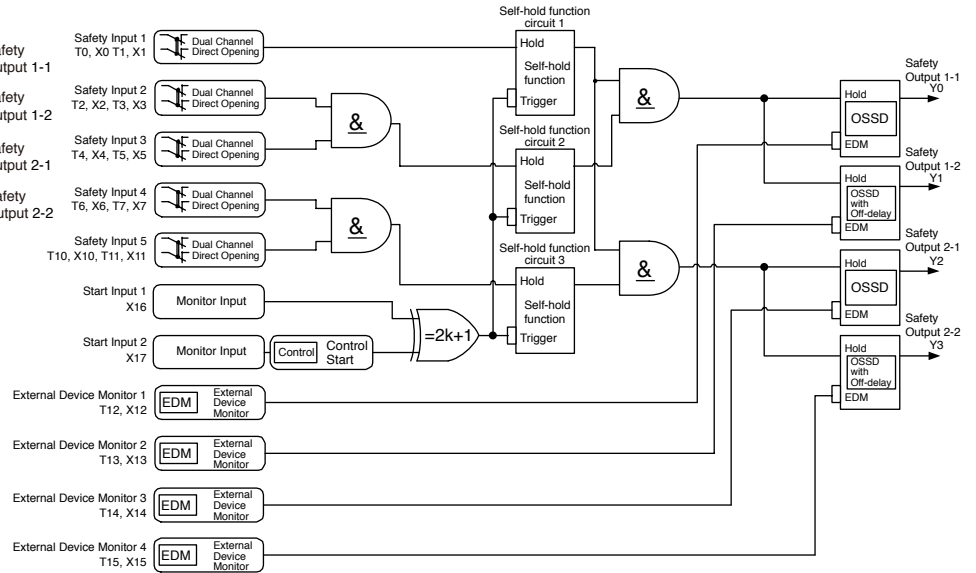 Self-hold function
circuit 1
Safety Input 1
T0, X0 T1, X1
Dual Channel
Direct Opening
Hold
Self-hold
function
Trigger
utput 1-1
Safety Input 2
T2, X2, T3, X3
Dual Channel
Direct Opening
utput 1-2
&
&
Safety
Output 1-1
Y0
Hold
OSSD
EDM
Safety Input 3
T4, X4, T5, X5
Dual Channel
Direct Opening
utput 2-1
Self-hold function
circuit 2
Hold
Self-hold
function
Trigger
Safety
Output 1-2
Y1
Hold
OSSD
with
Off-delay
EDM
Safety Input 4
T6, X6, T7, X7
Dual Channel
Direct Opening
utput 2-2
&
Safety Input 5
T10, X10, T11, X11
Dual Channel
Direct Opening
Self-hold function
circuit 3
Hold
Self-hold
function
Trigger
&
Safety
Output 2-1
Y2
Hold
OSSD
EDM
Start Input 1
X16
Monitor Input
=2k+1
Start Input 2
X17
Monitor Input
Control
Control
Start
Safety
Output 2-2
Y3
Hold
OSSD
with
Off-delay
EDM
External Device Monitor 1
T12, X12
EDM
External
Device
Monitor
External Device Monitor 2
T13, X13
EDM
External
Device
Monitor
External Device Monitor 3
T14, X14
EDM
External
Device
Monitor
External Device Monitor 4
T15, X15
EDM
External
Device
Monitor